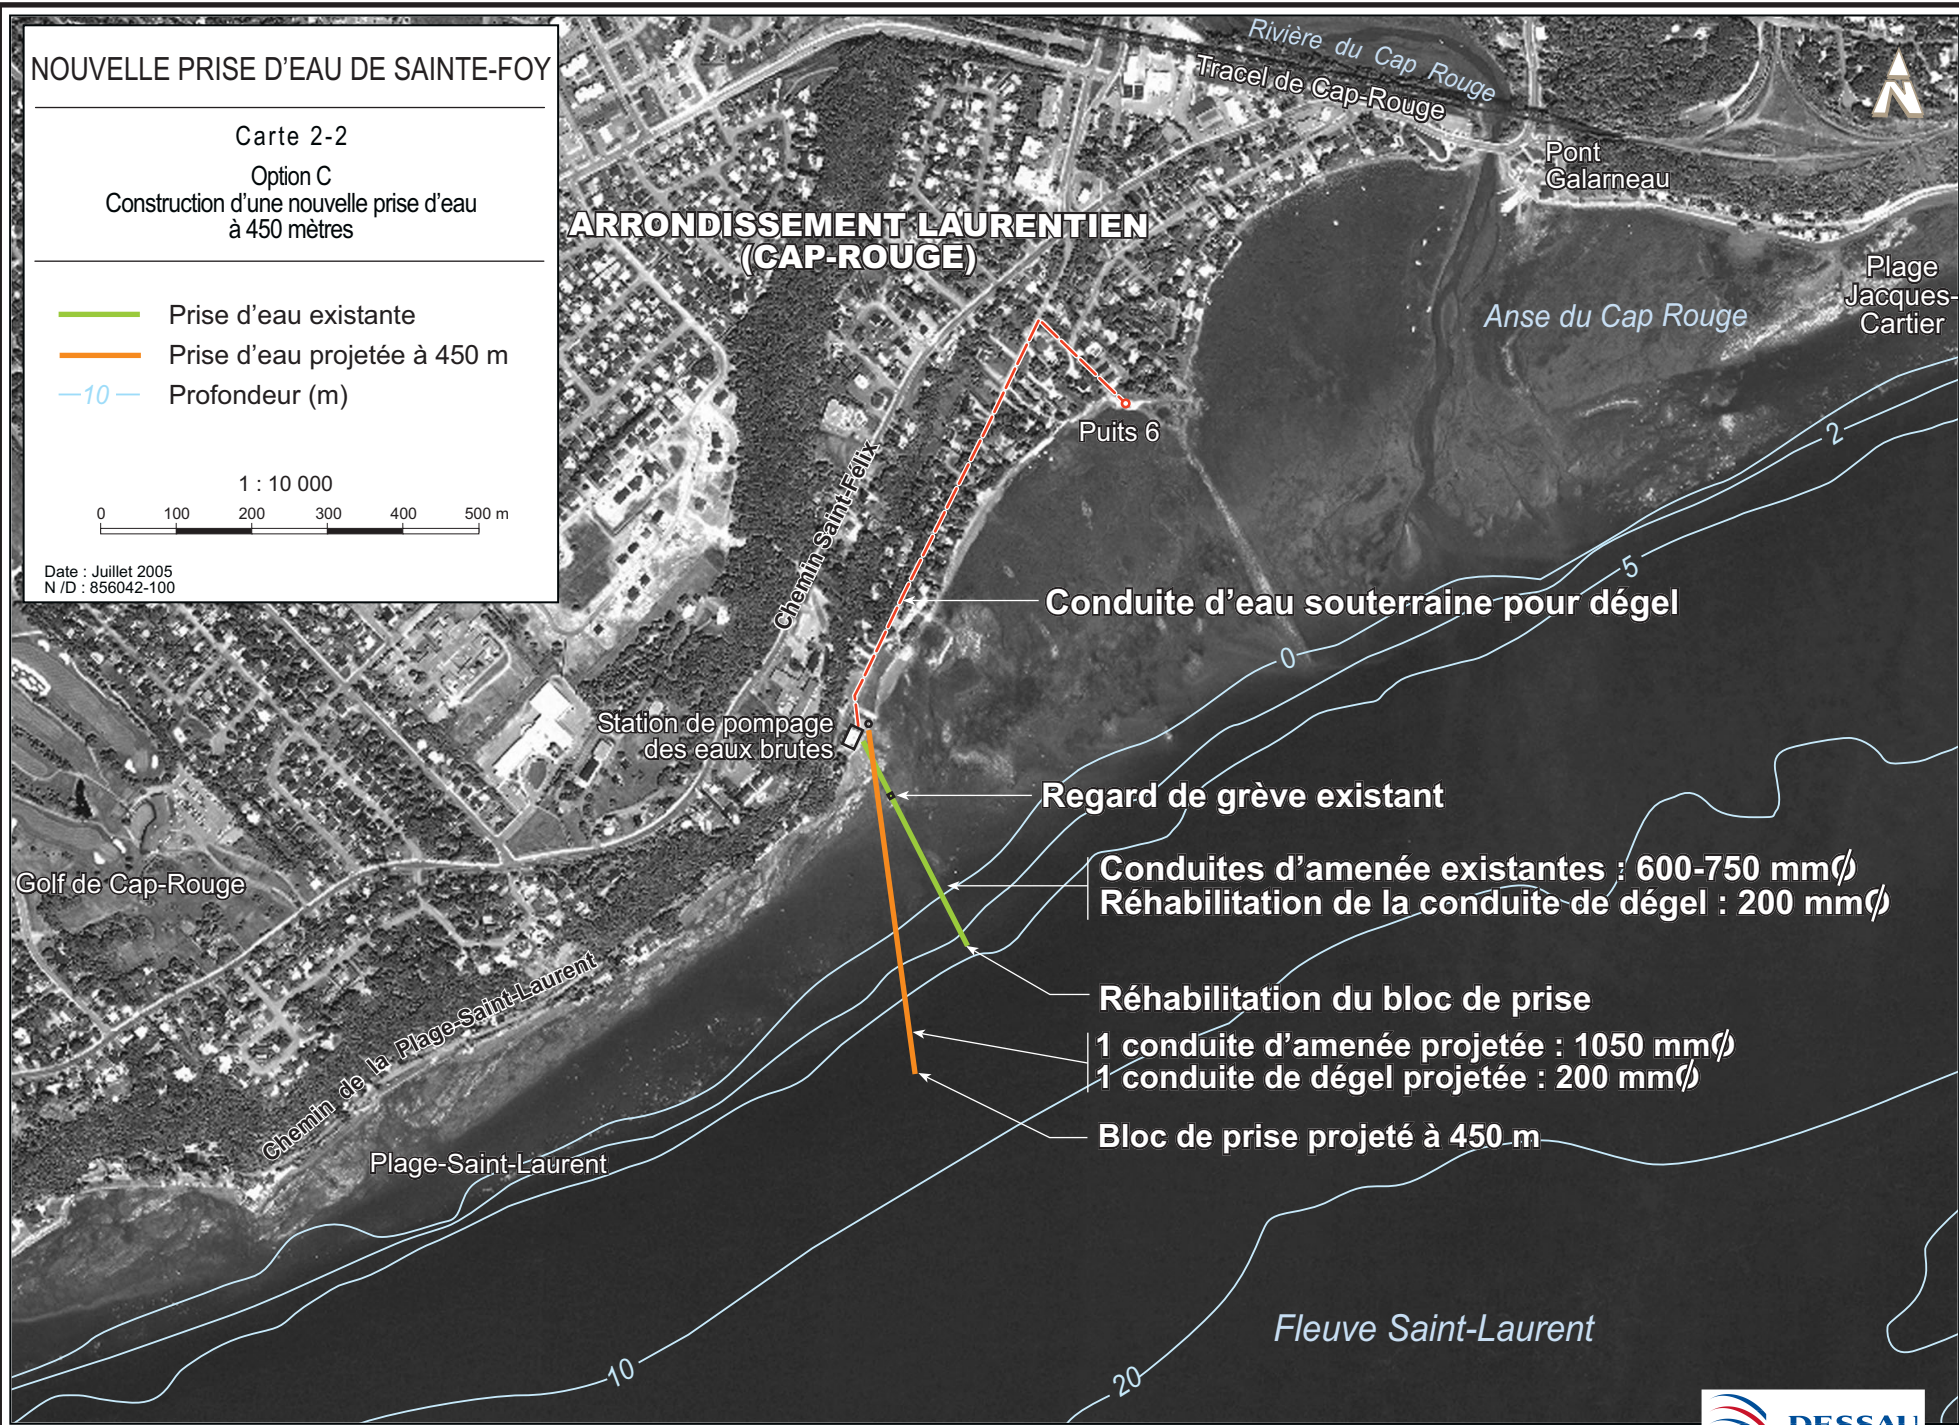 NOUVELLE PRISE D'EAU DE SAINTE-FOY
Carte 2-2
Option C
Construction d'une nouvelle prise d'eau
à 450 mètres
Prise d'eau existante
Prise d'eau projetée à 450 m
10
Profondeur (m)
1 : 10 000
0 100 200 300 400 500 m
Date : Juillet 2005
N /D : 856042-100
Rivière du Cap Rouge
Tracel de Cap-Rouge
Pont
Galarneau
ARRONDISSEMENT LAURENTIEN
(CAP-ROUGE)
Plage
Jacques-
Cartier
Anse du Cap Rouge
2
Puits 6
Chemin Saint-Félix
5
Conduite d'eau souterraine pour dégel
0
Station de pompage
des eaux brutes
Regard de grève existant
Conduites d'amenée existantes : 600-750 mmϕ
Réhabilitation de la conduite de dégel : 200 mmϕ
Golf de Cap-Rouge
Réhabilitation du bloc de prise
Chemin de la Plage-Saint-Laurent
1 conduite d'amenée projetée : 1050 mmϕ
1 conduite de dégel projetée : 200 mmϕ
Bloc de prise projeté à 450 m
Plage-Saint-Laurent
Fleuve Saint-Laurent
10
20
DESSAU